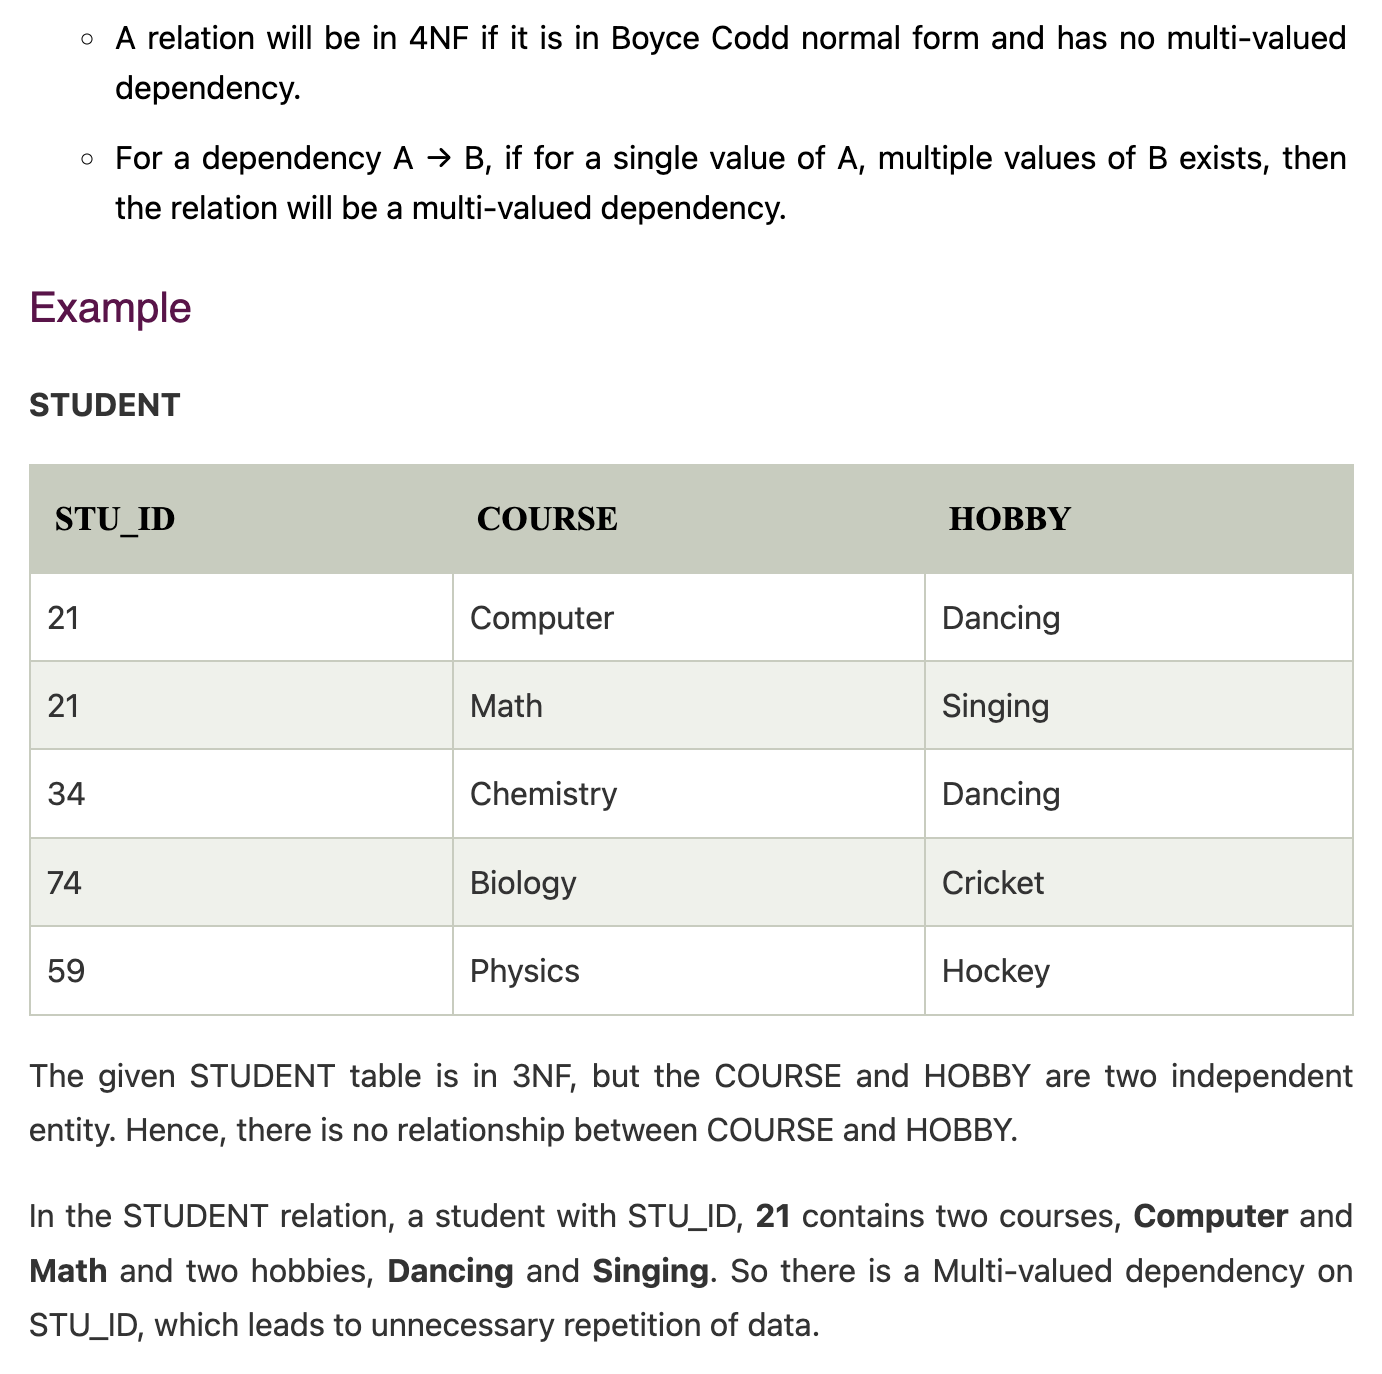 A relation will be in 4NF if it is in Boyce Codd normal form and has no multi-valued
dependency.
For a dependency A → B, if for a single value of A, multiple values of B exists, then
the relation will be a multi-valued dependency.
Example
STUDENT
STU_ID COURSE HOBBY
21 Computer Dancing
21 Math Singing
34 Chemistry Dancing
74 Biology Cricket
59 Physics Hockey
The given STUDENT table is in 3NF, but the COURSE and HOBBY are two independent
entity. Hence, there is no relationship between COURSE and HOBBY.
In the STUDENT relation, a student with STU_ID, 21 contains two courses, Computer and
Math and two hobbies, Dancing and Singing. So there is a Multi-valued dependency on
STU_ID, which leads to unnecessary repetition of data.